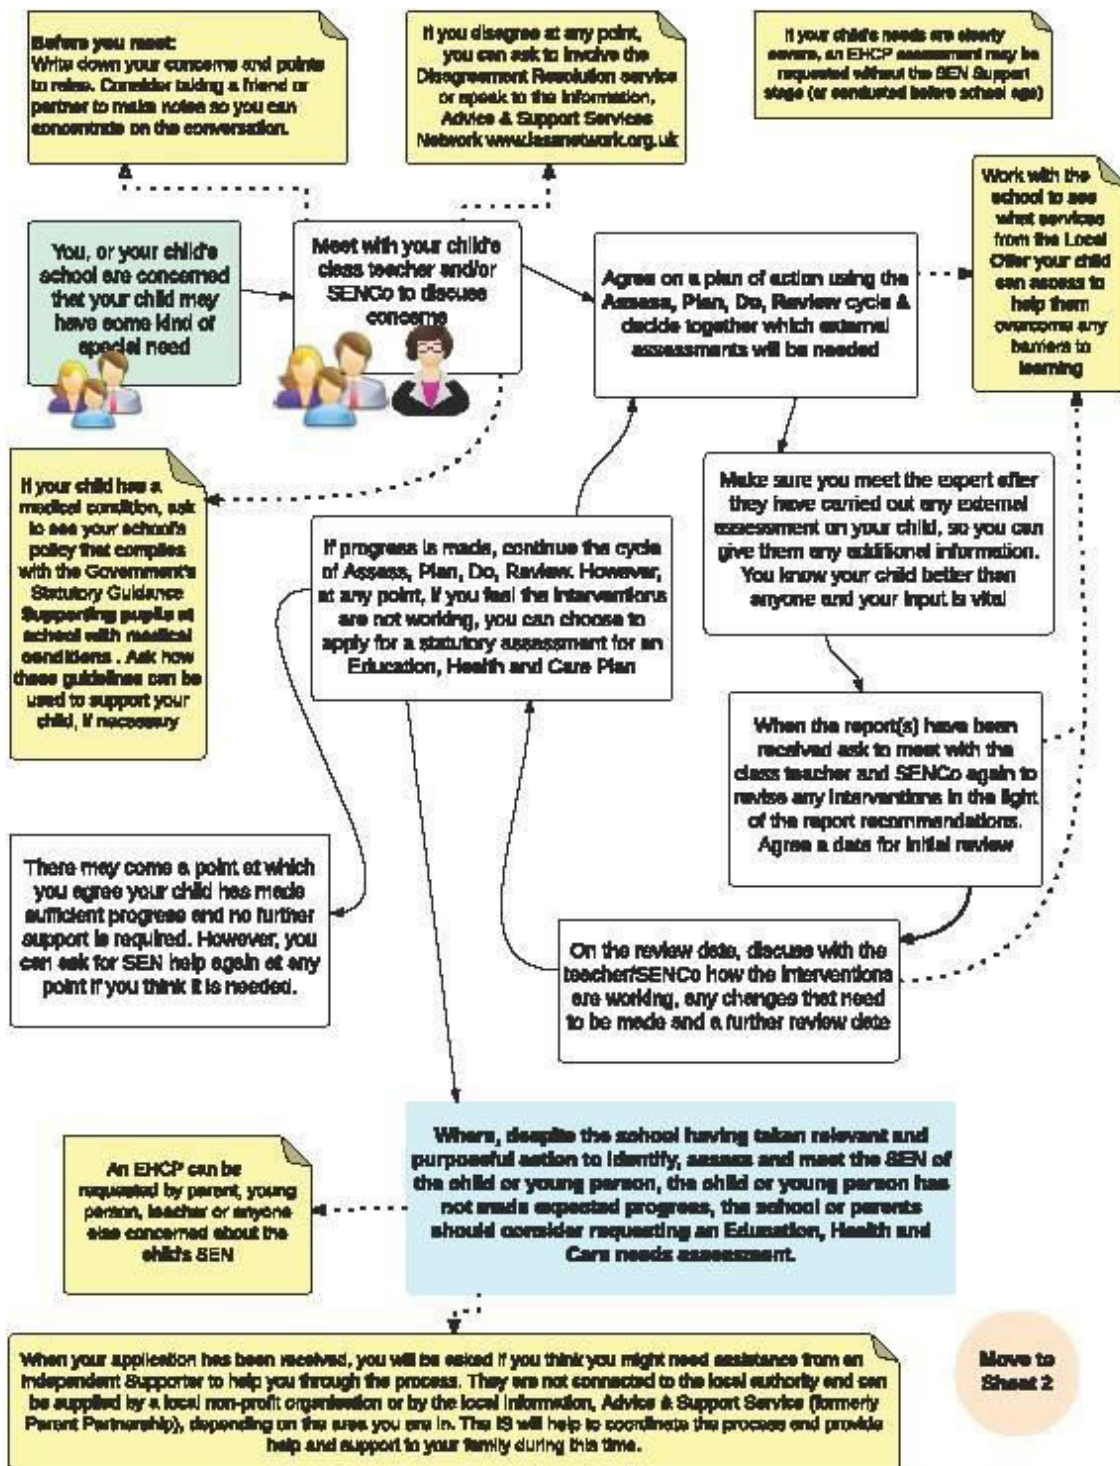 Before you meet:
Write down your concerns and points
to raise. Consider taking a friend or
partner to make notes so you can
concentrate on the conversation.
If you disagree at any point,
you can ask to involve the
Disagreement Resolution service
or speak to the Information,
Advice & Support Services
Network www.iassnetwork.org.uk
If your child's needs are clearly
severe, an EHCP assessment may be
requested without the SEN Support
stage (or conducted before school age)
You, or your child's
school are concerned
that your child may
have some kind of
special need
Meet with your child's
class teacher and/or
SENCo to discuss
concerns
Agree on a plan of action using the
Assess, Plan, Do, Review cycle &
decide together which external
assessments will be needed
Work with the
school to see
what services
from the Local
Offer your child
can access to
help them
overcome any
barriers to
learning
If your child has a
medical condition, ask
to see your school's
policy that complies
with the Government's
Statutory Guidance
Supporting pupils at
school with medical
conditions . Ask how
these guidelines can be
used to support your
child, if necessary
If progress is made, continue the cycle
of Assess, Plan, Do, Review. However,
at any point, if you feel the interventions
are not working, you can choose to
apply for a statutory assessment for an
Education, Health and Care Plan
Make sure you meet the expert after
they have carried out any external
assessment on your child, so you can
give them any additional information.
You know your child better than
anyone and your input is vital
When the report(s) have been
received ask to meet with the
class teacher and SENCo again to
revise any interventions in the light
of the report recommendations.
Agree a date for initial review
There may come a point at which
you agree your child has made
sufficient progress and no further
support is required. However, you
can ask for SEN help again at any
point if you think it is needed.
On the review date, discuss with the
teacher/SENCo how the interventions
are working, any changes that need
to be made and a further review date
Where, despite the school having taken relevant and
purposeful action to identify, assess and meet the SEN of
the child or young person, the child or young person has
not made expected progress, the school or parents
should consider requesting an Education, Health and
Care needs assessment.
An EHCP can be
requested by parent, young
person, teacher or anyone
else concerned about the
child's SEN
When your application has been received, you will be asked if you think you might need assistance from an
Independent Supporter to help you through the process. They are not connected to the local authority and can
be supplied by a local non-profit organisation or by the local Information, Advice & Support Service (formerly
Parent Partnership), depending on the area you are in. The IS will help to coordinate the process and provide
help and support to your family during this time.
Move to
Sheet 2